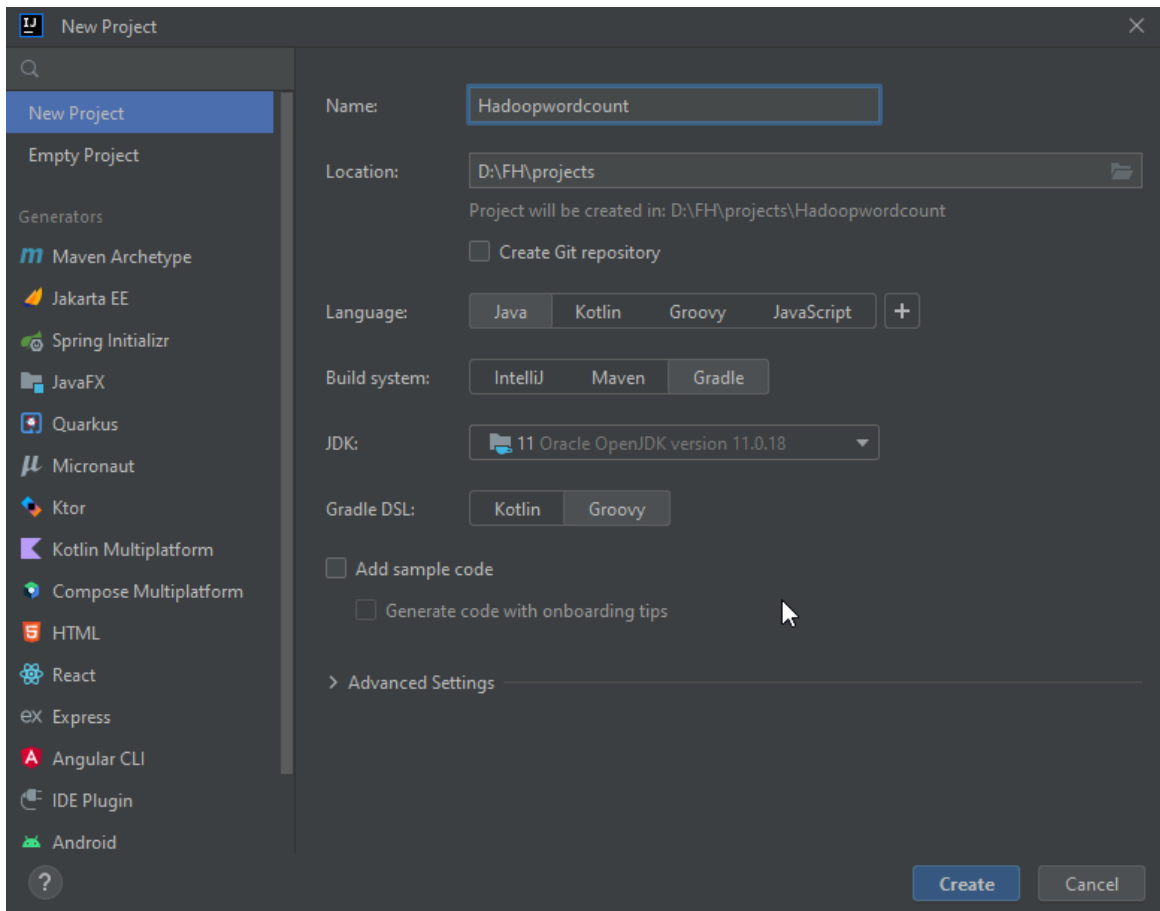 New Project
New Project
Empty Project
Generators
Maven Archetype
Jakarta EE
Spring Initializr
JavaFX
Quarkus
Micronaut
Ktor
Kotlin Multiplatform
Compose Multiplatform
HTML
React
ex Express
Angular CLI
IDE Plugin
Android
?
Name: Hadoopwordcount
Location: D:\FH\projects
Project will be created in: D:\FH\projects\Hadoopwordcount
Create Git repository
Language: Java Kotlin Groovy JavaScript +
Build system: IntelliJ Maven Gradle
JDK: 11 Oracle OpenJDK version 11.0.18
Gradle DSL: Kotlin Groovy
Add sample code
Generate code with onboarding tips
Advanced Settings
Create Cancel